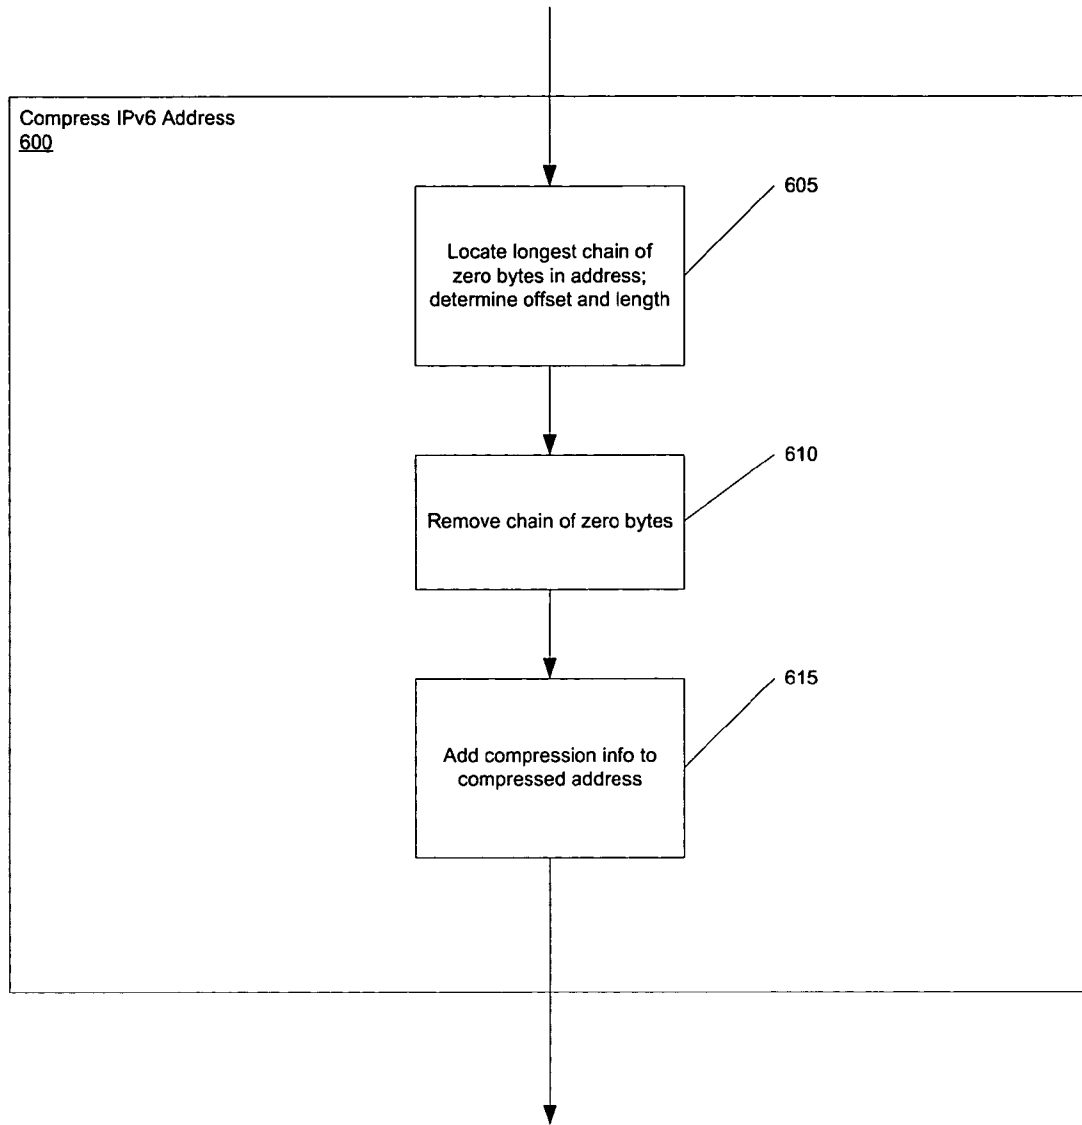 Compress IPv6 Address
600
605
Locate longest chain of
zero bytes in address;
determine offset and length
610
Remove chain of zero bytes
615
Add compression info to
compressed address